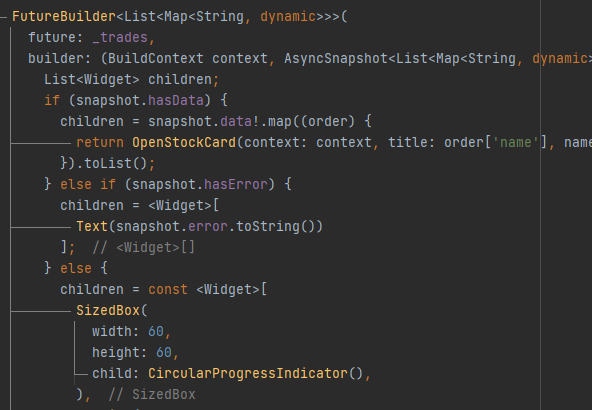 FutureBuilder<List<Map<String, dynamic>>>(
future: _trades,
builder: (BuildContext context, AsyncSnapshot<List<Map<String, dynamic>
List<Widget> children;
if (snapshot.hasData) {
children = snapshot.data!.map((order) {
return OpenStockCard(context: context, title: order['name'], name
}).toList();
} else if (snapshot.hasError) {
children = <Widget>[
Text(snapshot.error.toString())
]; // <Widget>[]
} else {
children = const <Widget>[
SizedBox(
width: 60,
height: 60,
child: CircularProgressIndicator(),
), // SizedBox